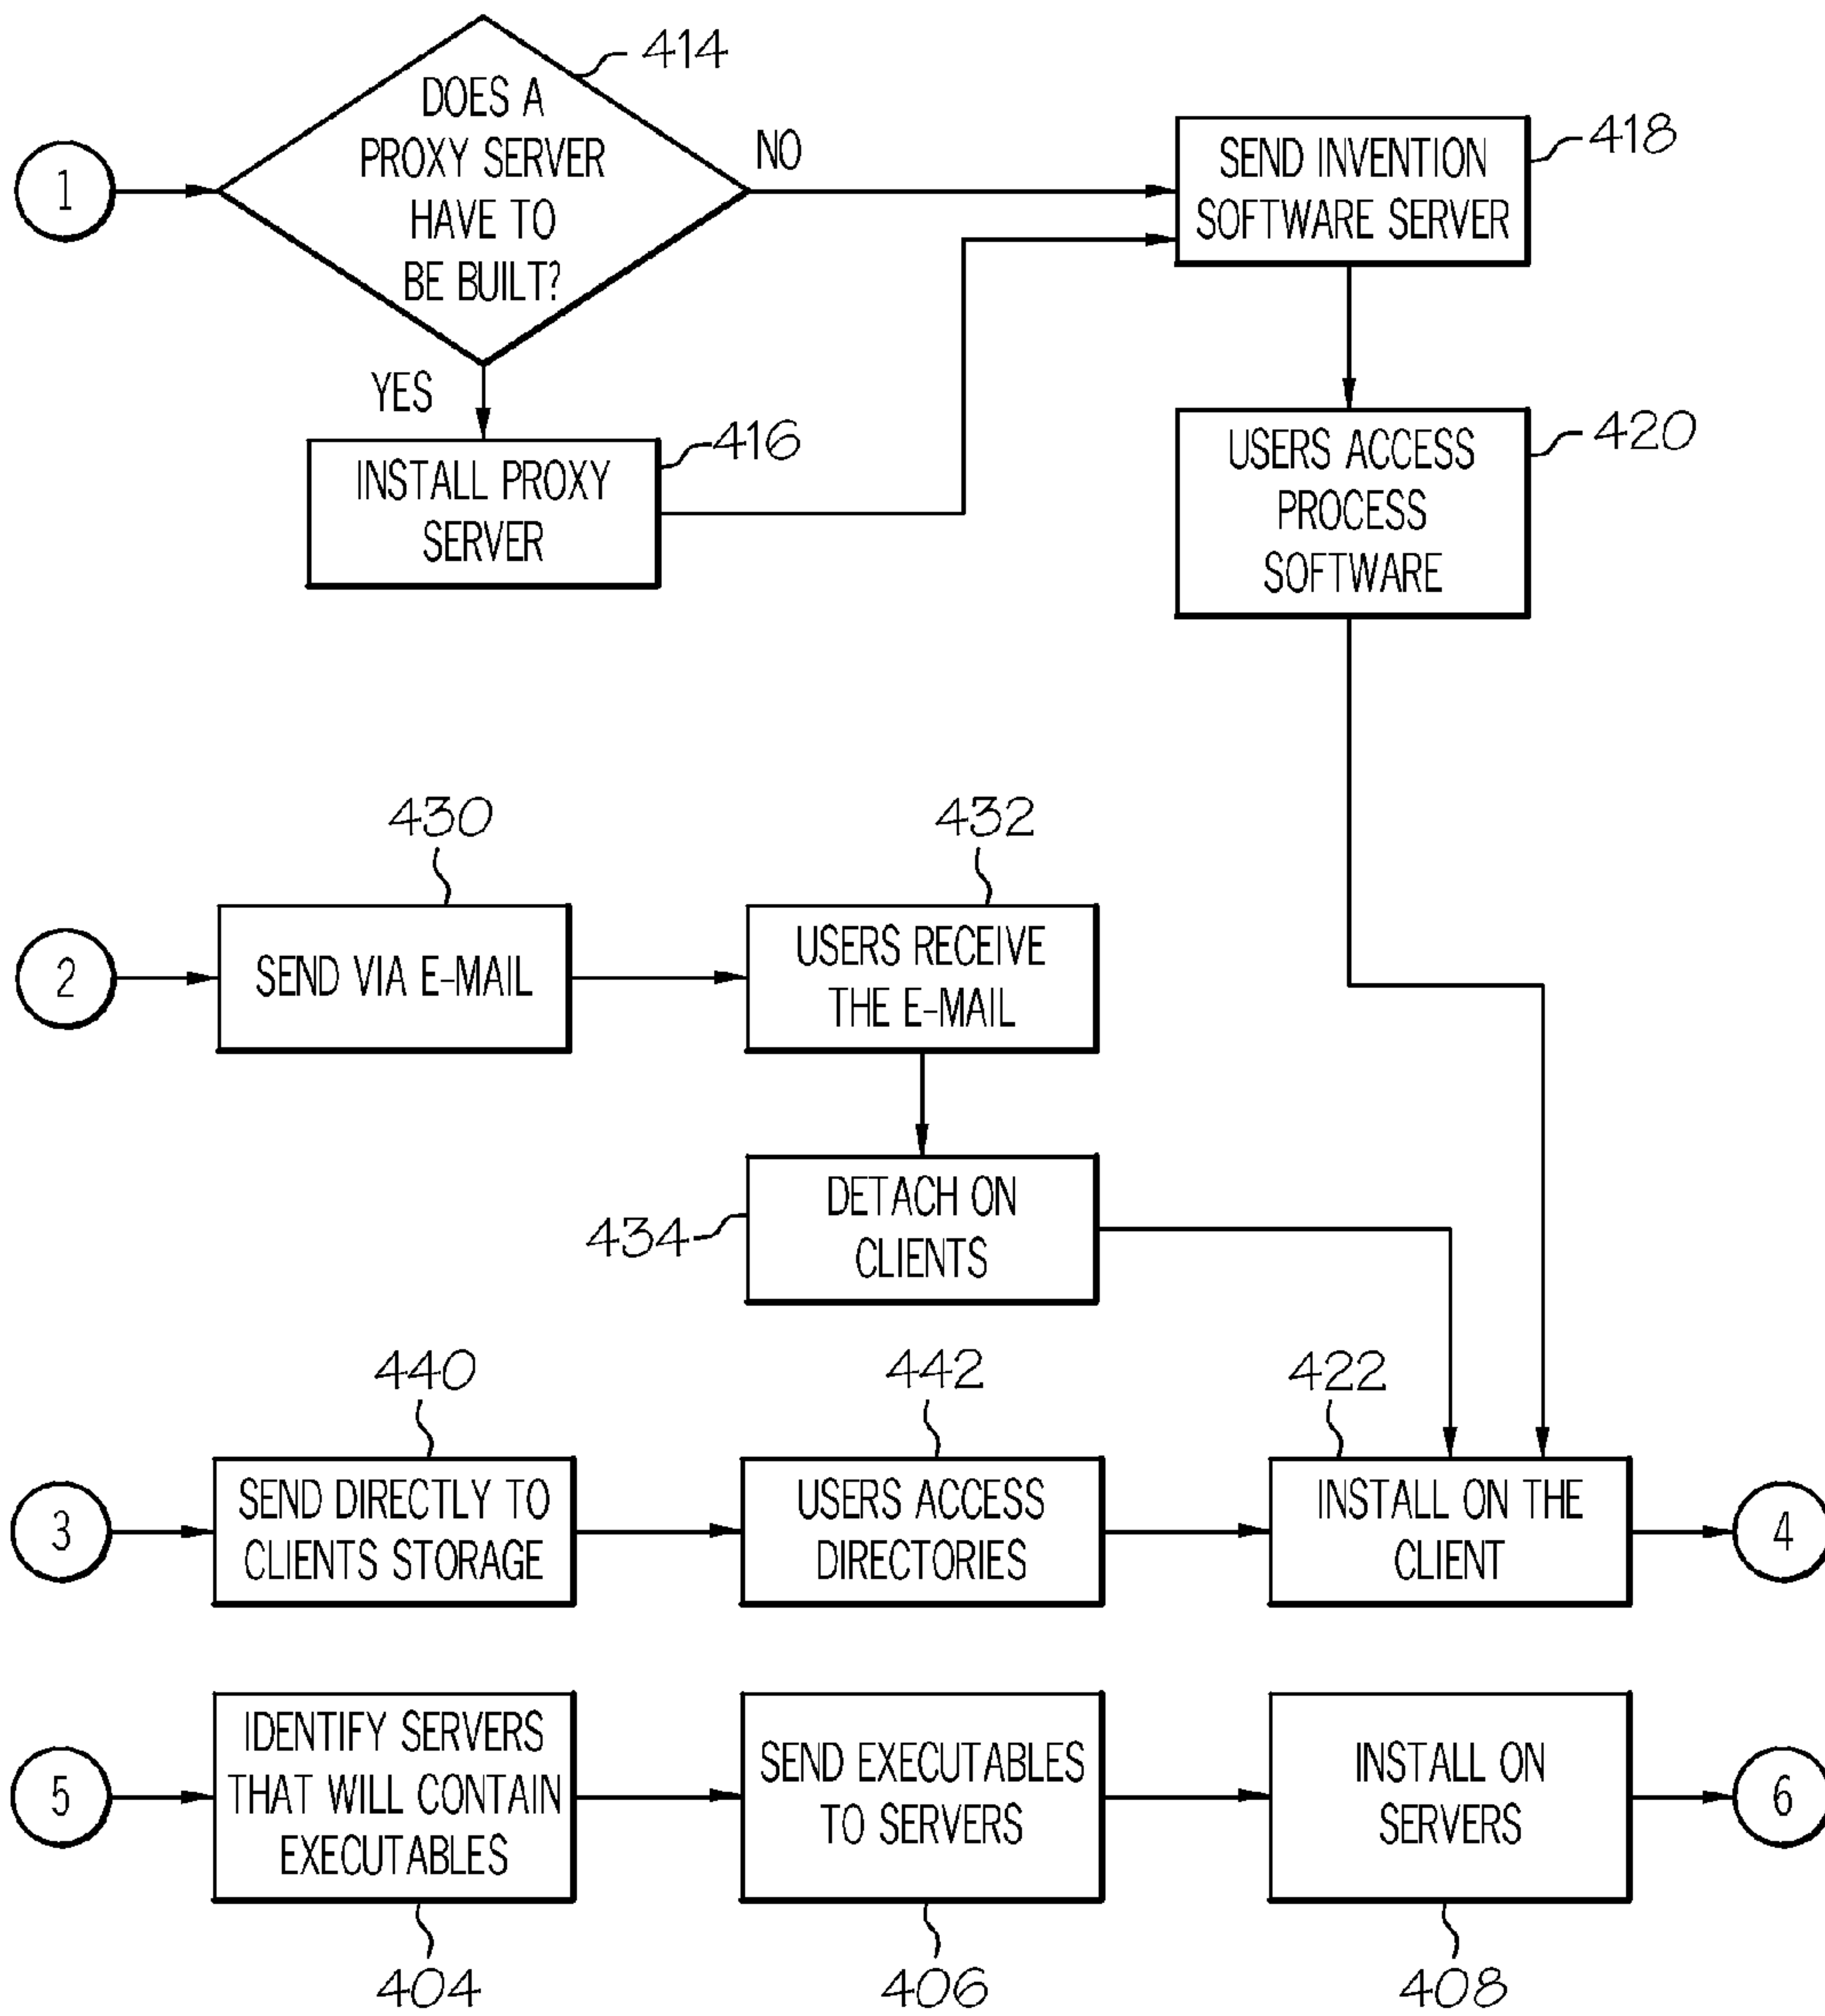 414
DOES A
PROXY SERVER
HAVE TO
BE BUILT?
1
NO
YES
SEND INVENTION
SOFTWARE SERVER
418
INSTALL PROXY
SERVER
416
USERS ACCESS
PROCESS
SOFTWARE
420
430
432
2
SEND VIA E-MAIL
USERS RECEIVE
THE E-MAIL
434
DETACH ON
CLIENTS
440
442
422
3
SEND DIRECTLY TO
CLIENTS STORAGE
USERS ACCESS
DIRECTORIES
INSTALL ON THE
CLIENT
4
5
IDENTIFY SERVERS
THAT WILL CONTAIN
EXECUTABLES
SEND EXECUTABLES
TO SERVERS
INSTALL ON
SERVERS
6
404
406
408